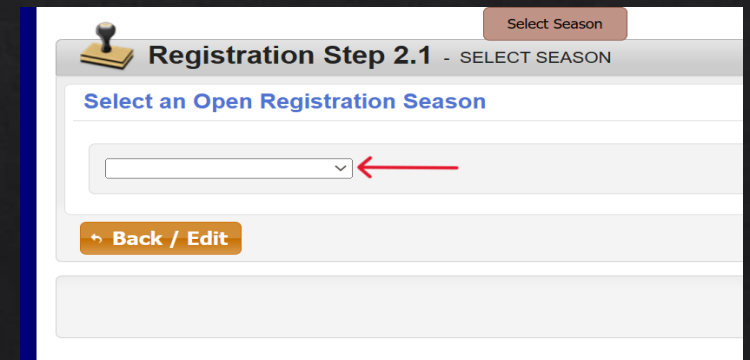 Select Season
Registration Step 2.1 - SELECT SEASON
Select an Open Registration Season
Back / Edit